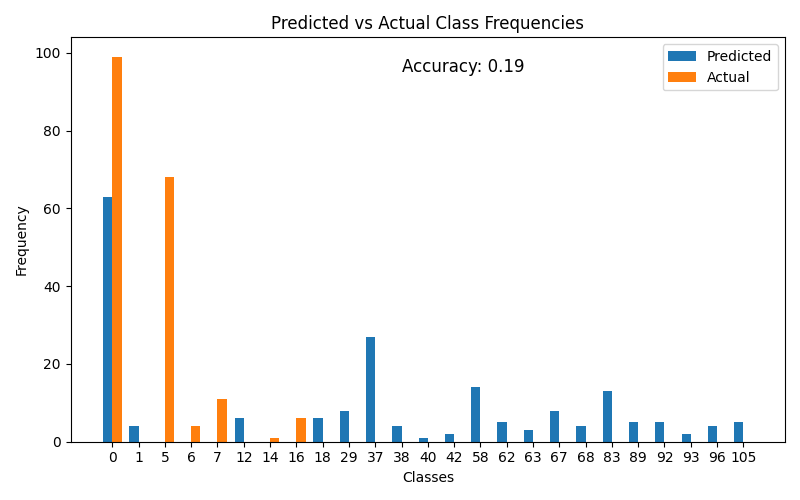 Predicted vs Actual Class Frequencies
Accuracy: 0.19
Predicted
Actual
Frequency
100
80
60
40
20
0
0 1 5 6 7 12 14 16 18 29 37 38 40 42 58 62 63 67 68 83 89 92 93 96 105
Classes